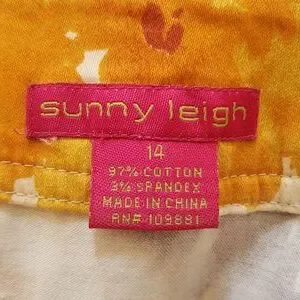 sunny leigh
14
97% COTTON
3% SPANDEX
MADE IN CHINA
RN# 109881